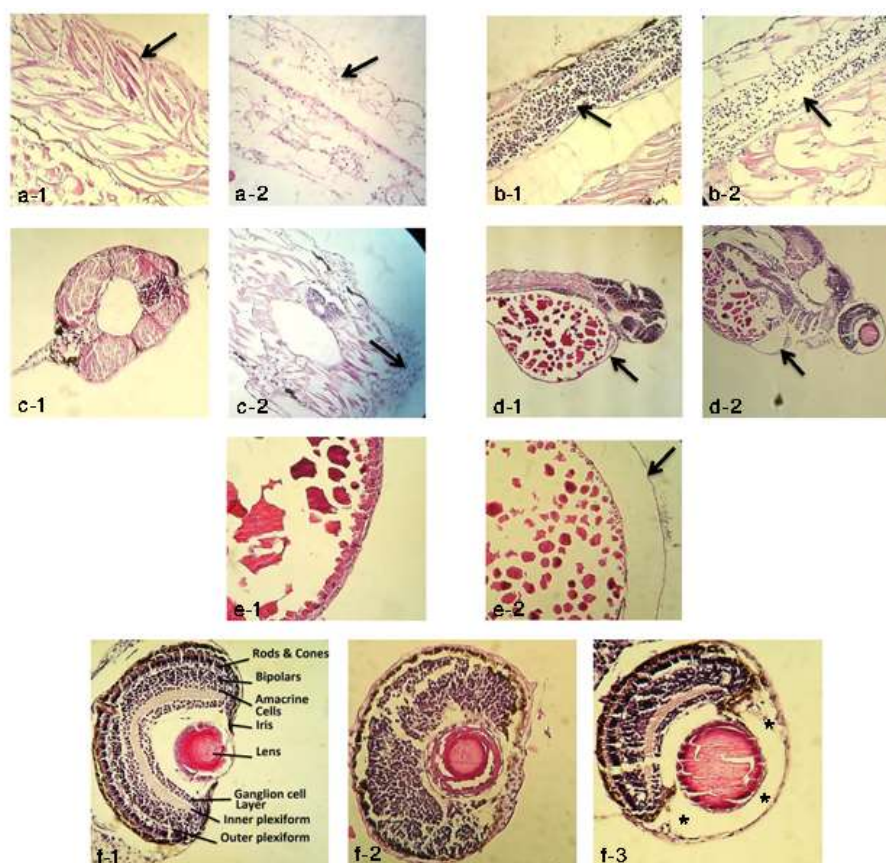 a-1
a-2
b-1
b-2
c-1
c-2
d-1
d-2
e-1
e-2
Rods & Cones
Bipolars
Amacrine
Cells
Iris
Lens
Ganglion cell
Layer
Inner plexiform
Outer plexiform
f-1
f-2
f-3
*
*
*